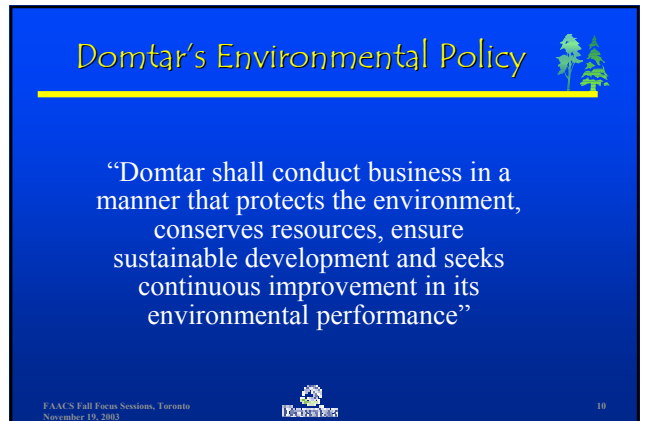 Domtar's Environmental Policy
“Domtar shall conduct business in a
manner that protects the environment,
conserves resources, ensure
sustainable development and seeks
continuous improvement in its
environmental performance”
FAACS Fall Focus Sessions, Toronto
November 19, 2003
10